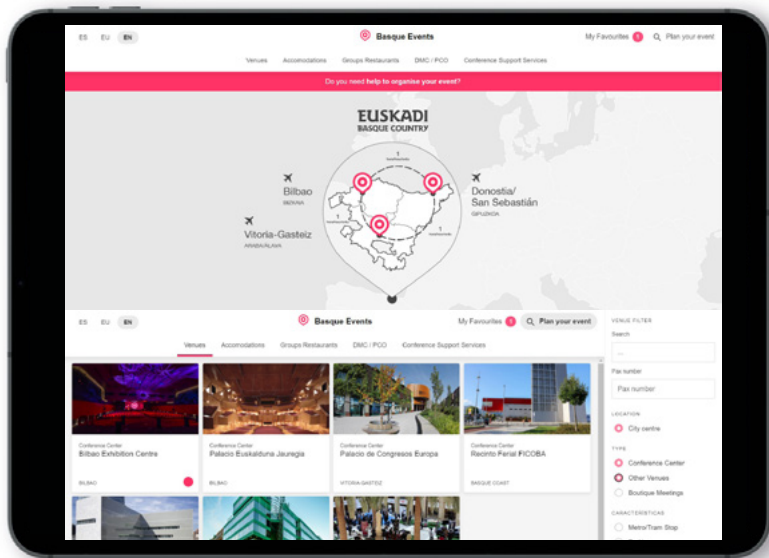 ES EU EN
Basque Events
My Favourites 1
Plan your event
Venues Accomodations Groups Restaurants DMC / PCO Conference Support Services
Do you need help to organise your event?
EUSKADI
BASQUE COUNTRY
Bilbao
BIZKAIA
Donostia/
San Sebastián
GIPUZKOA
Vitoria-Gasteiz
ARABA/ÁLAVA
1
1
1
ES EU EN
Basque Events
My Favourites 1
Plan your event
Venues Accomodations Groups Restaurants DMC / PCO Conference Support Services
Conference Center
Bilbao Exhibition Centre
BILBAO
Conference Center
Palacio Euskalduna Jauregia
BILBAO
Conference Center
Palacio de Congresos Europa
VITORIA-GASTEIZ
Conference Center
Recinto Ferial FICOBA
BASQUE COAST
VENUE FILTER
Search
...
Pax number
Pax number
LOCATION
City centre
TYPE
Conference Center
Other Venues
Boutique Meetings
CARACTERÍSTICAS
Metro/Tram Stop